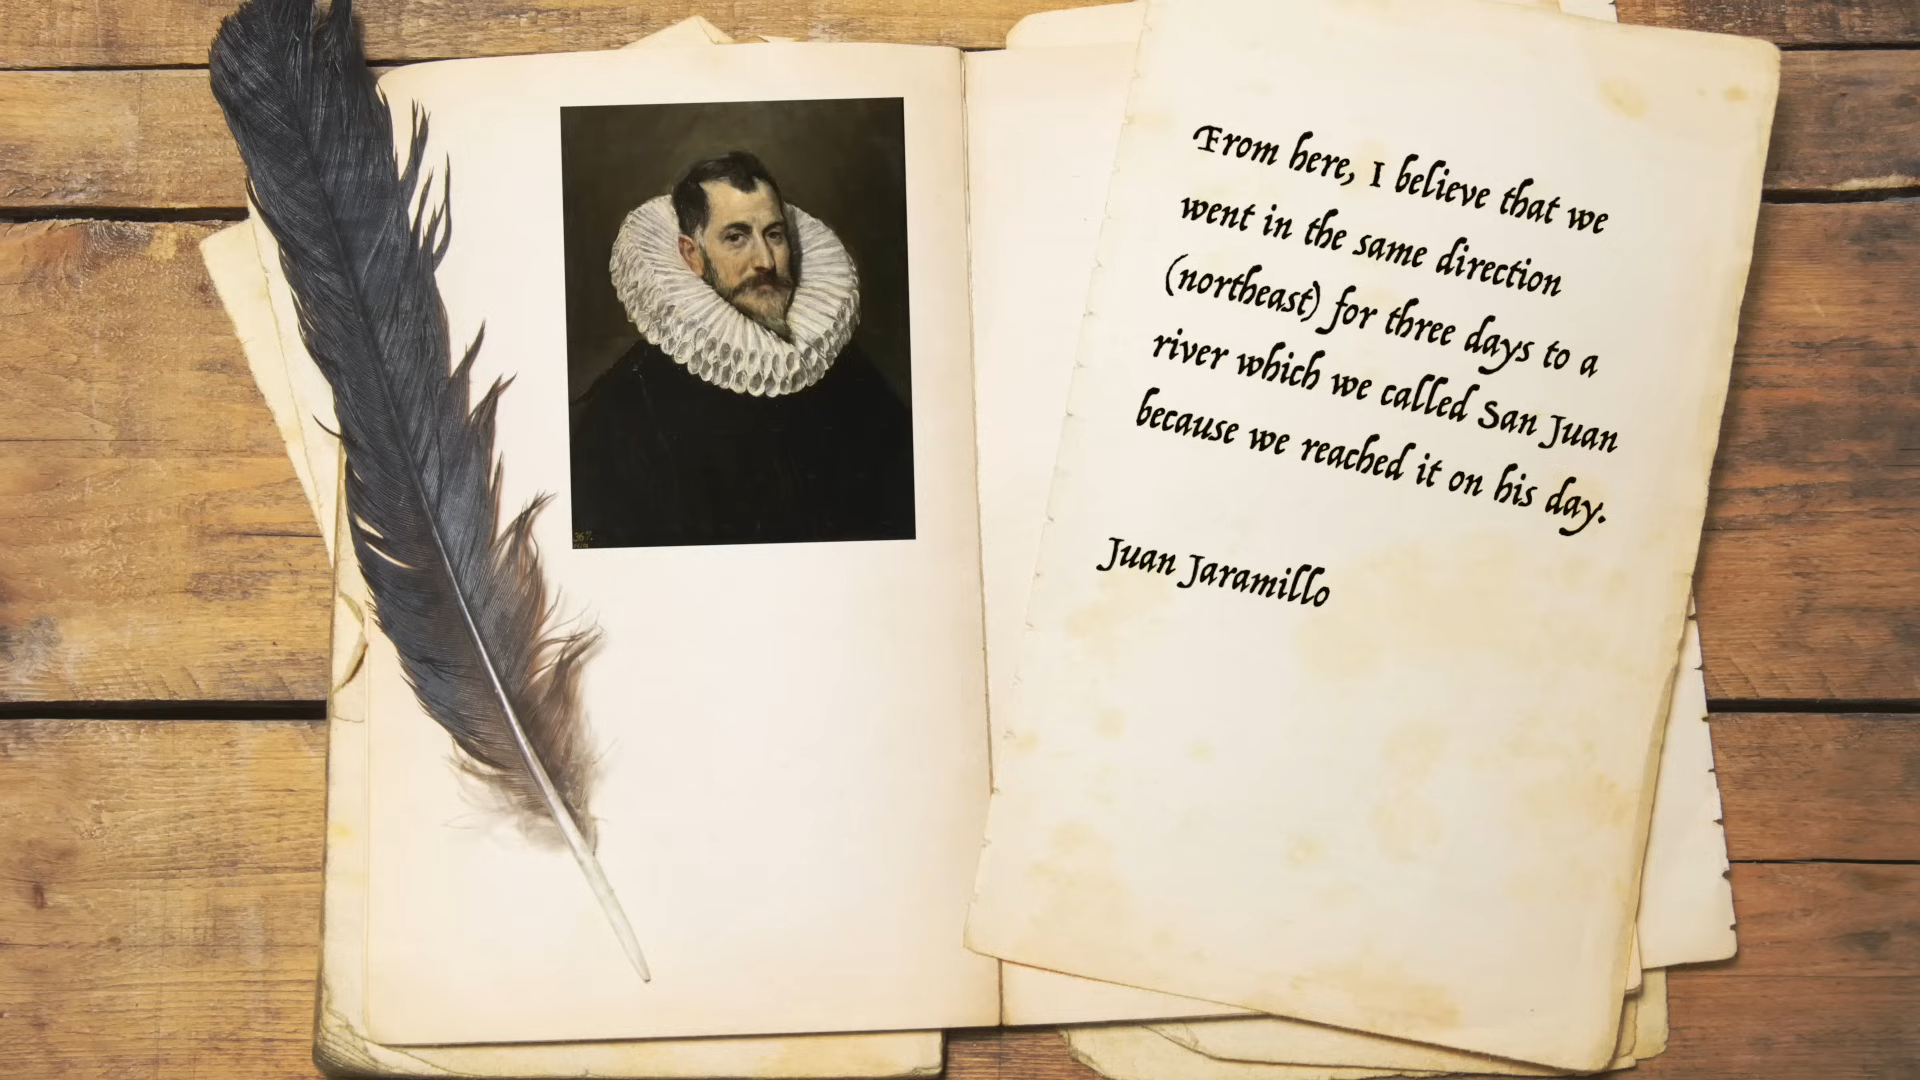 From here, I believe that we
went in the same direction
(northeast) for three days to a
river which we called San Juan
because we reached it on his day.
Juan Jaramillo
367.